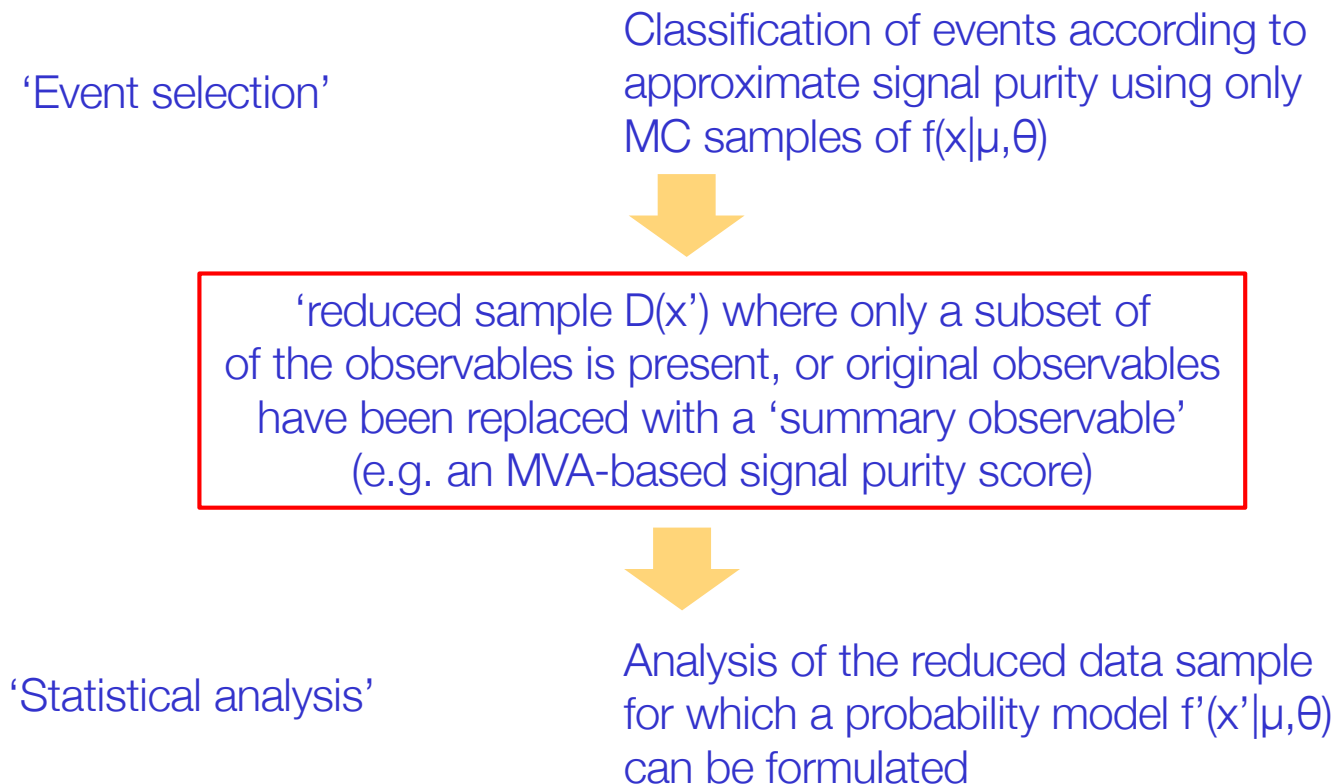 ‘Event selection’
Classification of events according to
approximate signal purity using only
MC samples of f(x|μ,θ)
‘reduced sample D(x’) where only a subset of
of the observables is present, or original observables
have been replaced with a ‘summary observable’
(e.g. an MVA-based signal purity score)
‘Statistical analysis’
Analysis of the reduced data sample
for which a probability model f’(x’|μ,θ)
can be formulated